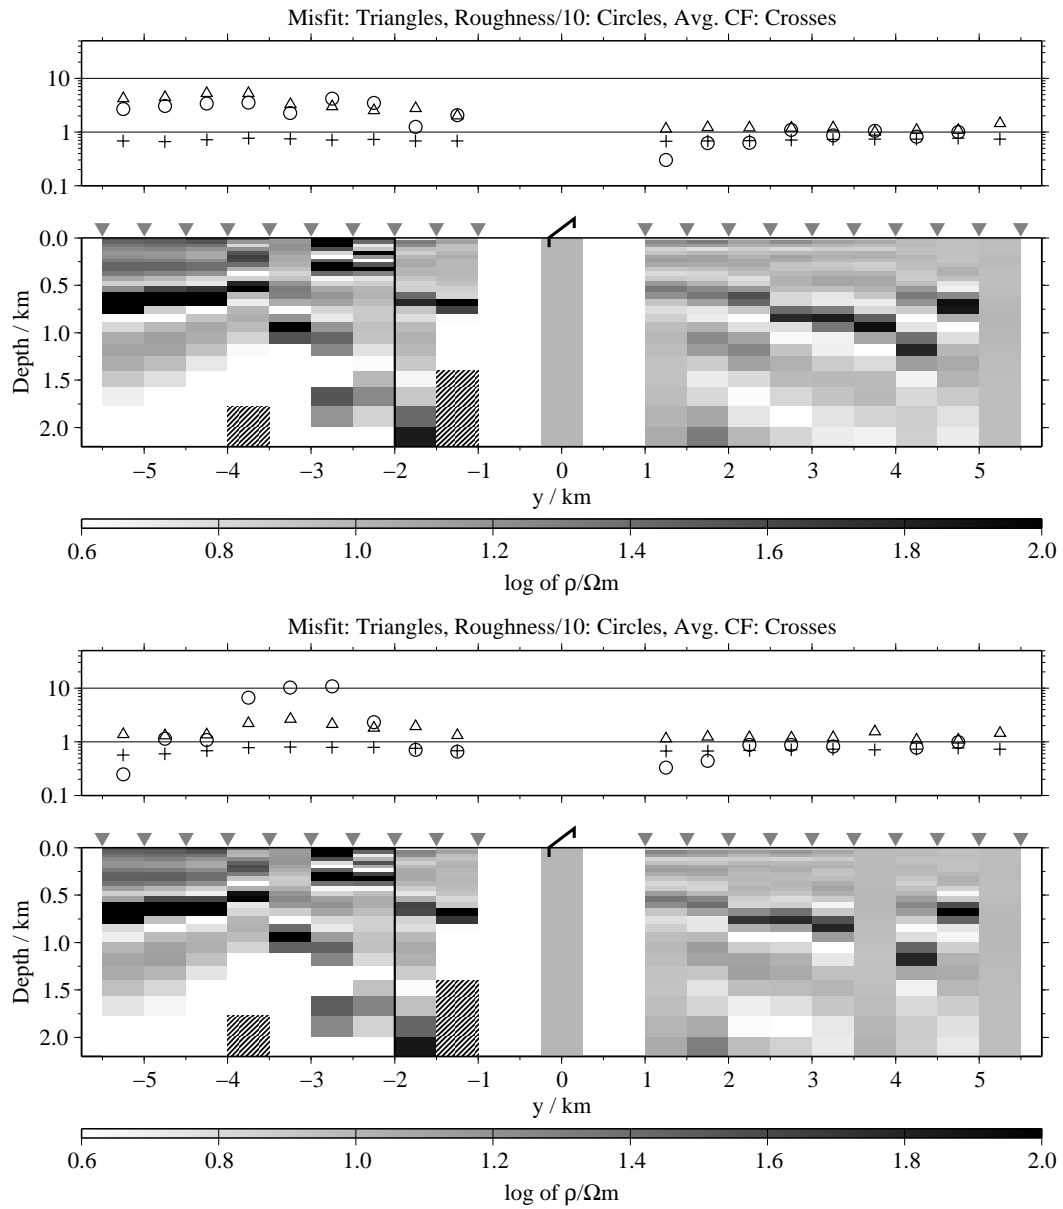 Misfit: Triangles, Roughness/10: Circles, Avg. CF: Crosses
10
1
0.1
0.0
0.5
1.0
1.5
2.0
Depth / km
−5 −4 −3 −2 −1 0 1 2 3 4 5
y / km
0.6 0.8 1.0 1.2 1.4 1.6 1.8 2.0
log of ρ/Ωm
Misfit: Triangles, Roughness/10: Circles, Avg. CF: Crosses
10
1
0.1
0.0
0.5
1.0
1.5
2.0
Depth / km
−5 −4 −3 −2 −1 0 1 2 3 4 5
y / km
0.6 0.8 1.0 1.2 1.4 1.6 1.8 2.0
log of ρ/Ωm